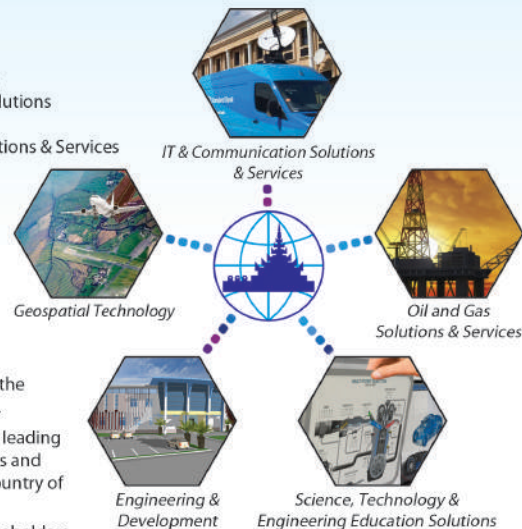 lutions
tions & Services
IT & Communication Solutions
& Services
Geospatial Technology
Oil and Gas
Solutions & Services
the
leading
s and
ountry of
Engineering &
Development
Science, Technology &
Engineering Education Solutions